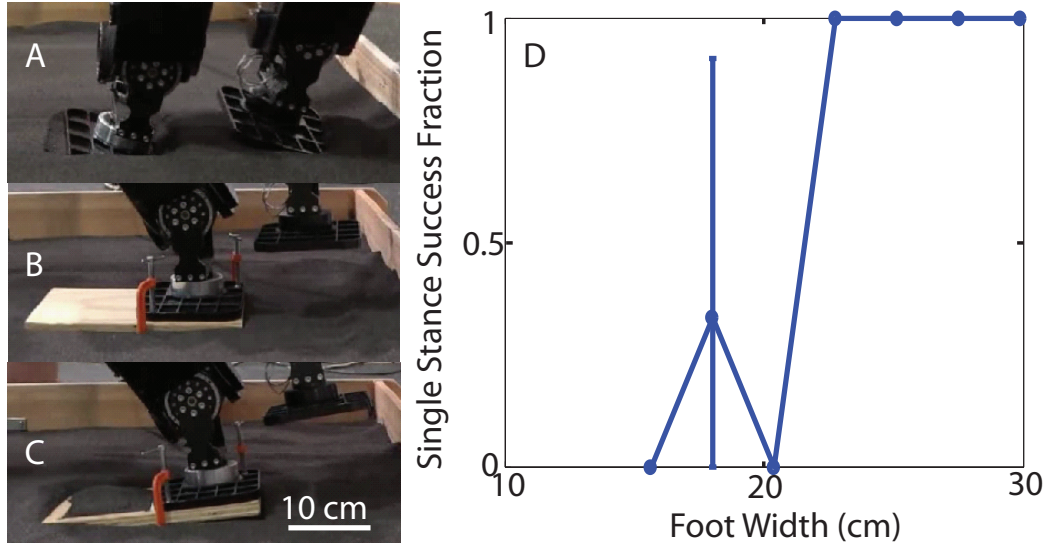 A
B
C
10 cm
D
Single Stance Success Fraction
1
0.5
0
10
20
30
Foot Width (cm)